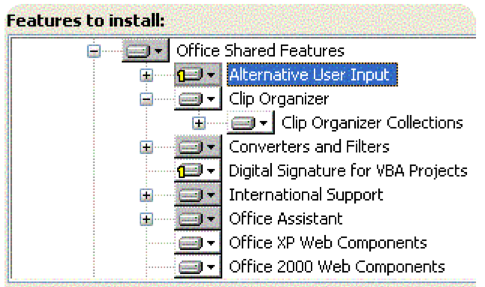 Features to install:
Office Shared Features
Alternative User Input
Clip Organizer
Clip Organizer Collections
Converters and Filters
Digital Signature for VBA Projects
International Support
Office Assistant
Office XP Web Components
Office 2000 Web Components